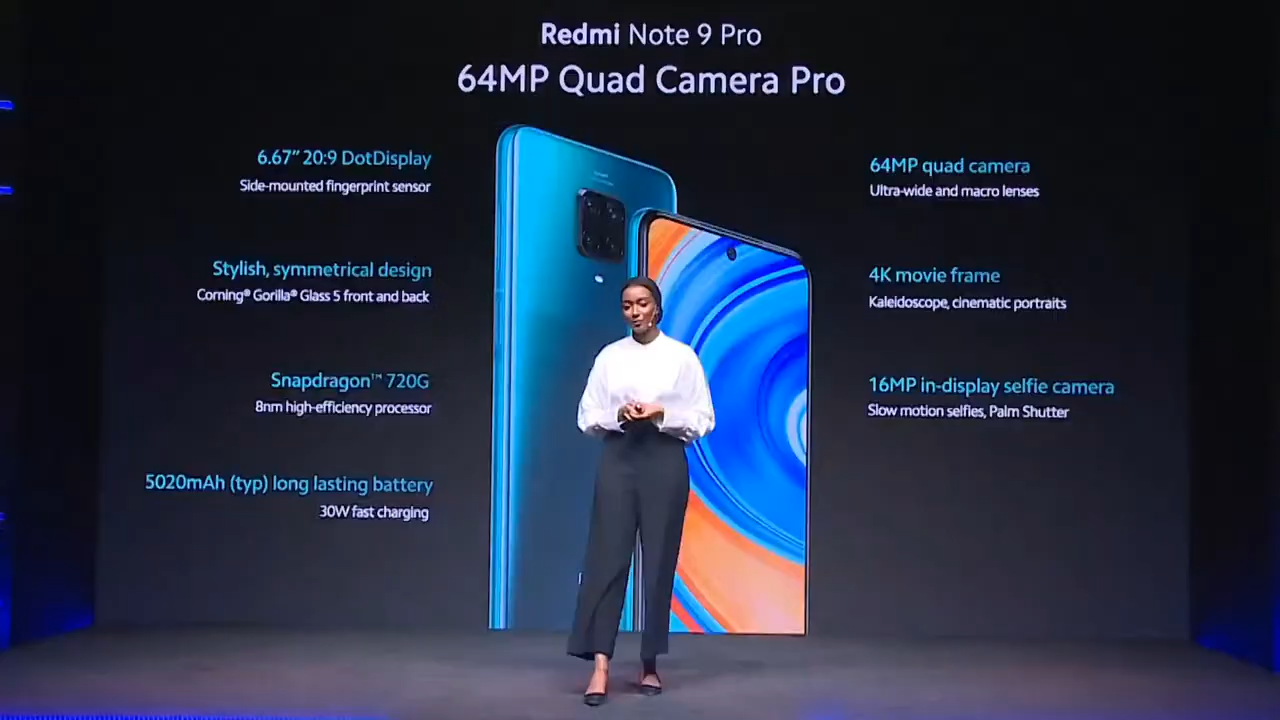 Redmi Note 9 Pro
64MP Quad Camera Pro
6.67” 20:9 DotDisplay
Side-mounted fingerprint sensor
Stylish, symmetrical design
Corning® Gorilla® Glass 5 front and back
Snapdragon™ 720G
8nm high-efficiency processor
5020mAh (typ) long lasting battery
30W fast charging
64MP quad camera
Ultra-wide and macro lenses
4K movie frame
Kaleidoscope, cinematic portraits
16MP in-display selfie camera
Slow motion selfies, Palm Shutter